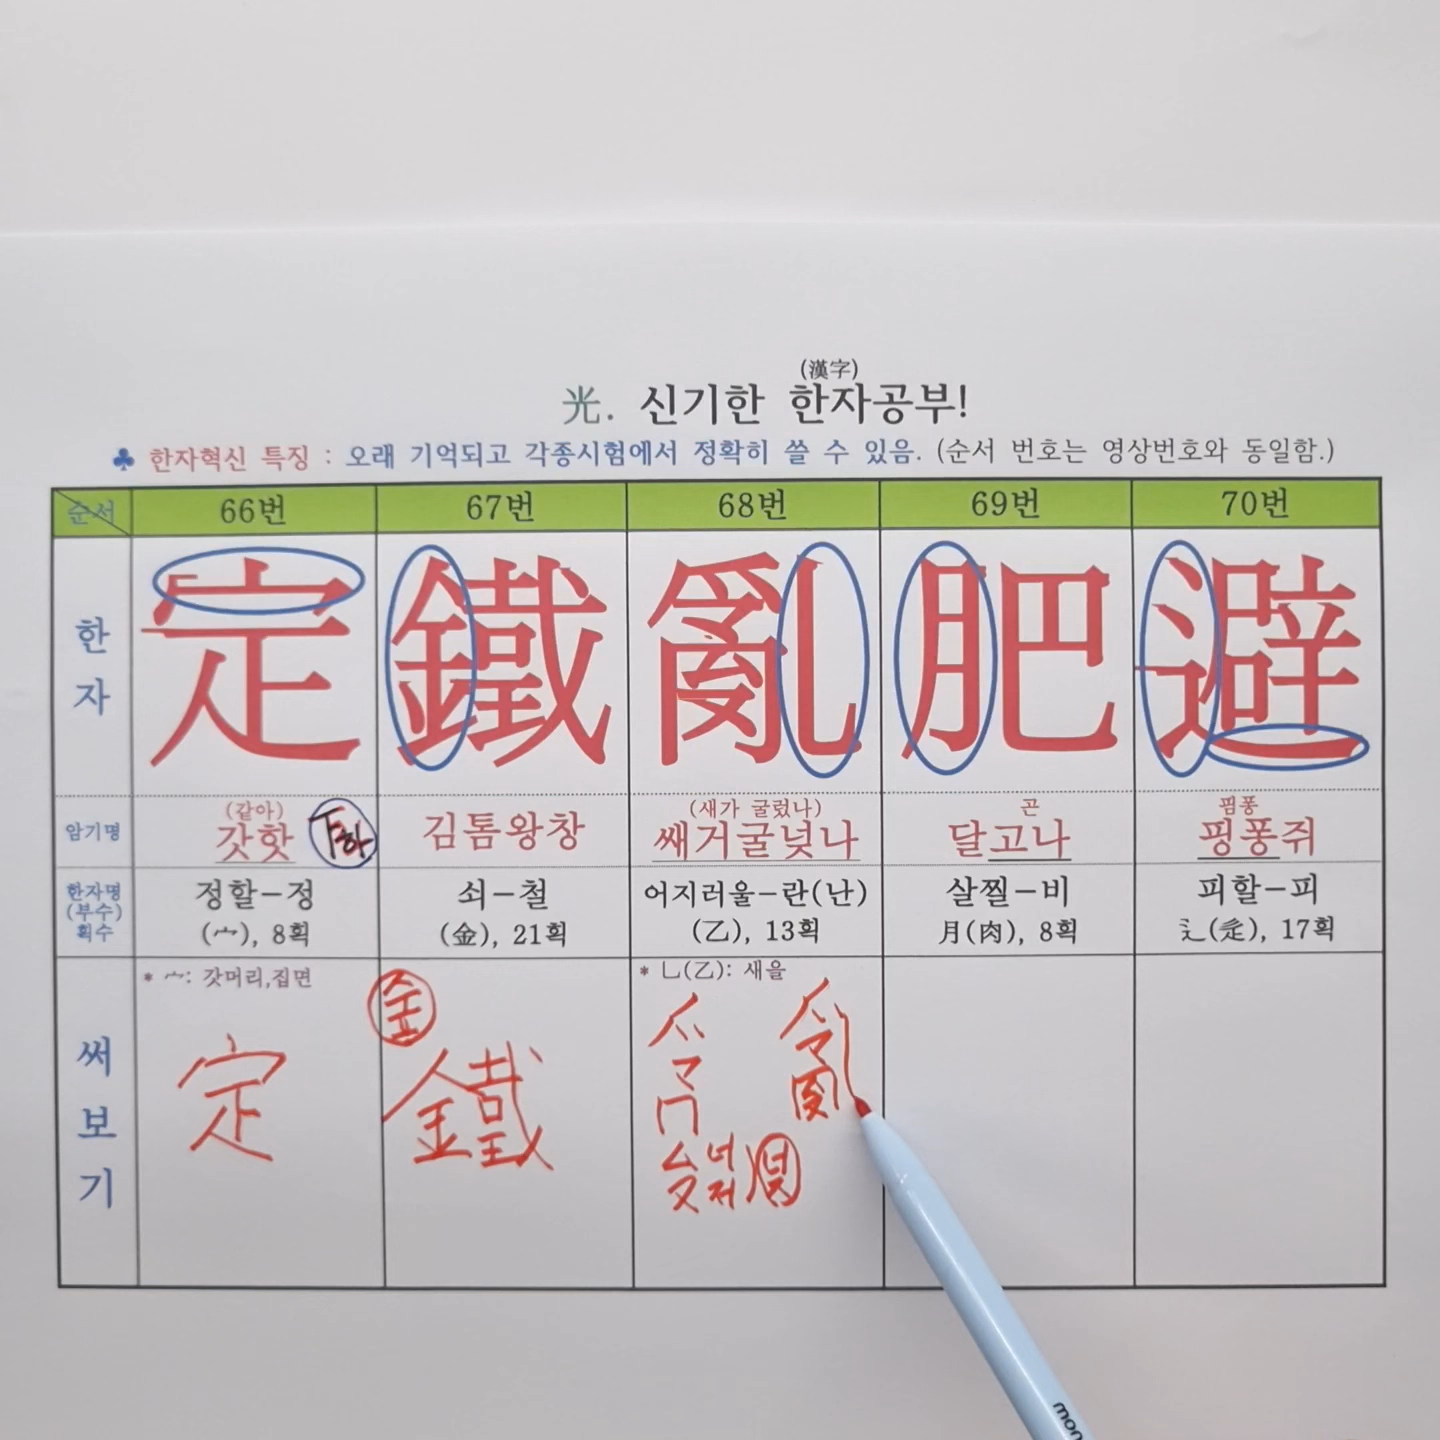 (漢字)
光. 신기한 한자공부!
♣ 한자혁신 특징 : 오래 기억되고 각종시험에서 정확히 쓸 수 있음. (순서 번호는 영상번호와 동일함.)
순서 66번 67번 68번 69번 70번
한자 定 鐵 亂 肥 避
(같아) (새가 굴렀나) 곤 핌퐁
암기명 갓핫 下하 김톰왕창 쌔거굴넞나 달고나 핑퐁쥐
한자명 정할-정 쇠-철 어지러울-란(난) 살찔-비 피할-피
(부수) 획수 (宀), 8획 (金), 21획 (乙), 13획 月(肉), 8획 辶(辵), 17획
써보기 * 宀: 갓머리,집면 * 乚(乙): 새을
金
定 鐵 亂
너
저
mon